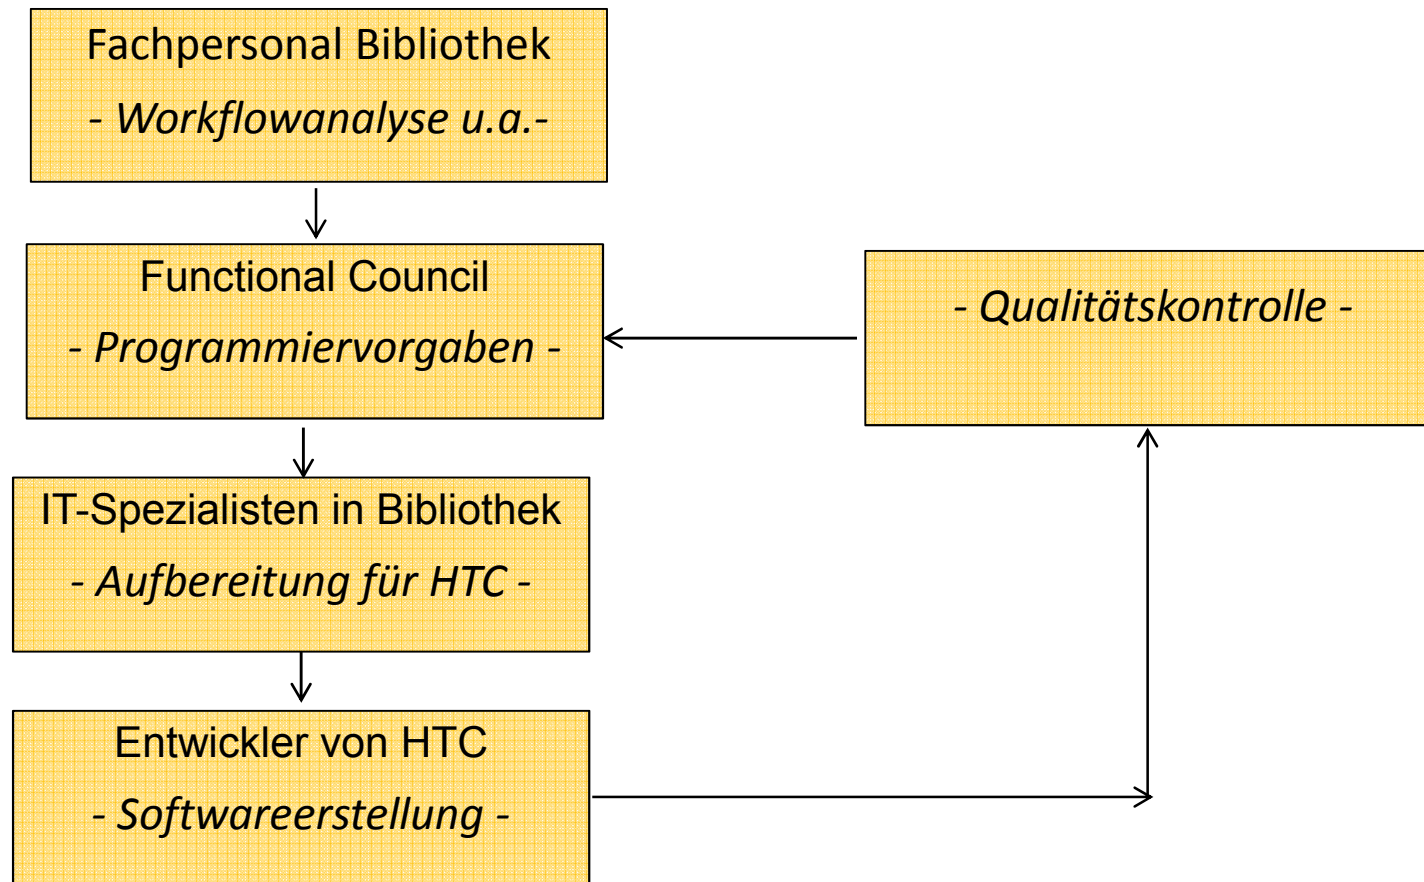 Fachpersonal Bibliothek
- Workflowanalyse u.a.-
Functional Council
- Programmiervorgaben -
- Qualitätskontrolle -
IT-Spezialisten in Bibliothek
- Aufbereitung für HTC -
Entwickler von HTC
- Softwareerstellung -